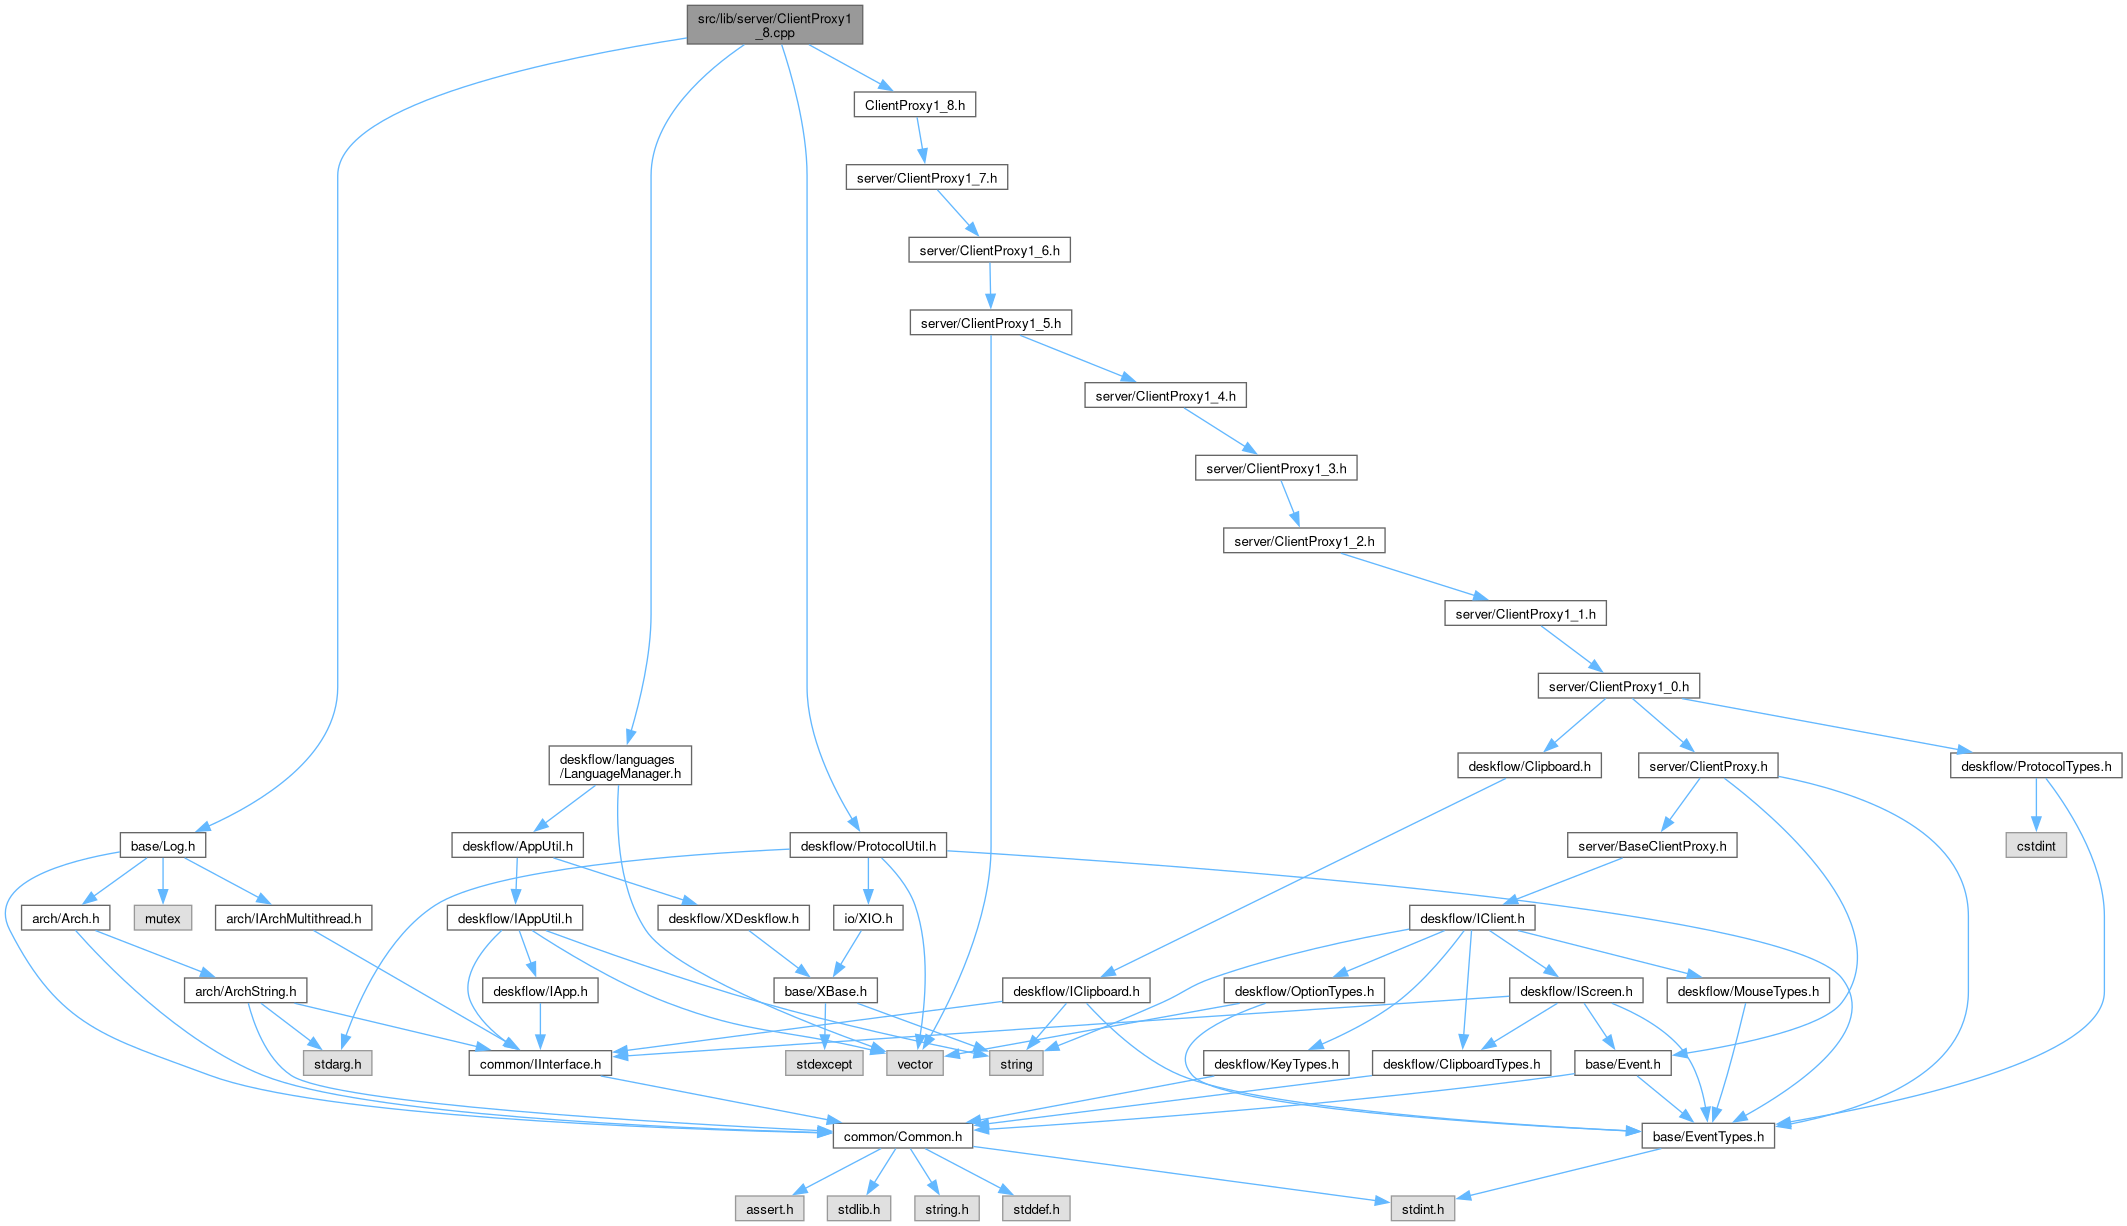 src/lib/server/ClientProxy1
_8.cpp
ClientProxy1_8.h
server/ClientProxy1_7.h
server/ClientProxy1_6.h
server/ClientProxy1_5.h
server/ClientProxy1_4.h
server/ClientProxy1_3.h
server/ClientProxy1_2.h
server/ClientProxy1_1.h
server/ClientProxy1_0.h
deskflow/languages
/LanguageManager.h
deskflow/Clipboard.h
server/ClientProxy.h
deskflow/ProtocolTypes.h
base/Log.h
deskflow/AppUtil.h
deskflow/ProtocolUtil.h
server/BaseClientProxy.h
cstdint
arch/Arch.h
mutex
arch/IArchMultithread.h
deskflow/IAppUtil.h
deskflow/XDeskflow.h
io/XIO.h
deskflow/IClient.h
arch/ArchString.h
deskflow/IApp.h
base/XBase.h
deskflow/IClipboard.h
deskflow/OptionTypes.h
deskflow/IScreen.h
deskflow/MouseTypes.h
stdarg.h
common/IInterface.h
stdexcept
vector
string
deskflow/KeyTypes.h
deskflow/ClipboardTypes.h
base/Event.h
common/Common.h
base/EventTypes.h
assert.h
stdlib.h
string.h
stddef.h
stdint.h